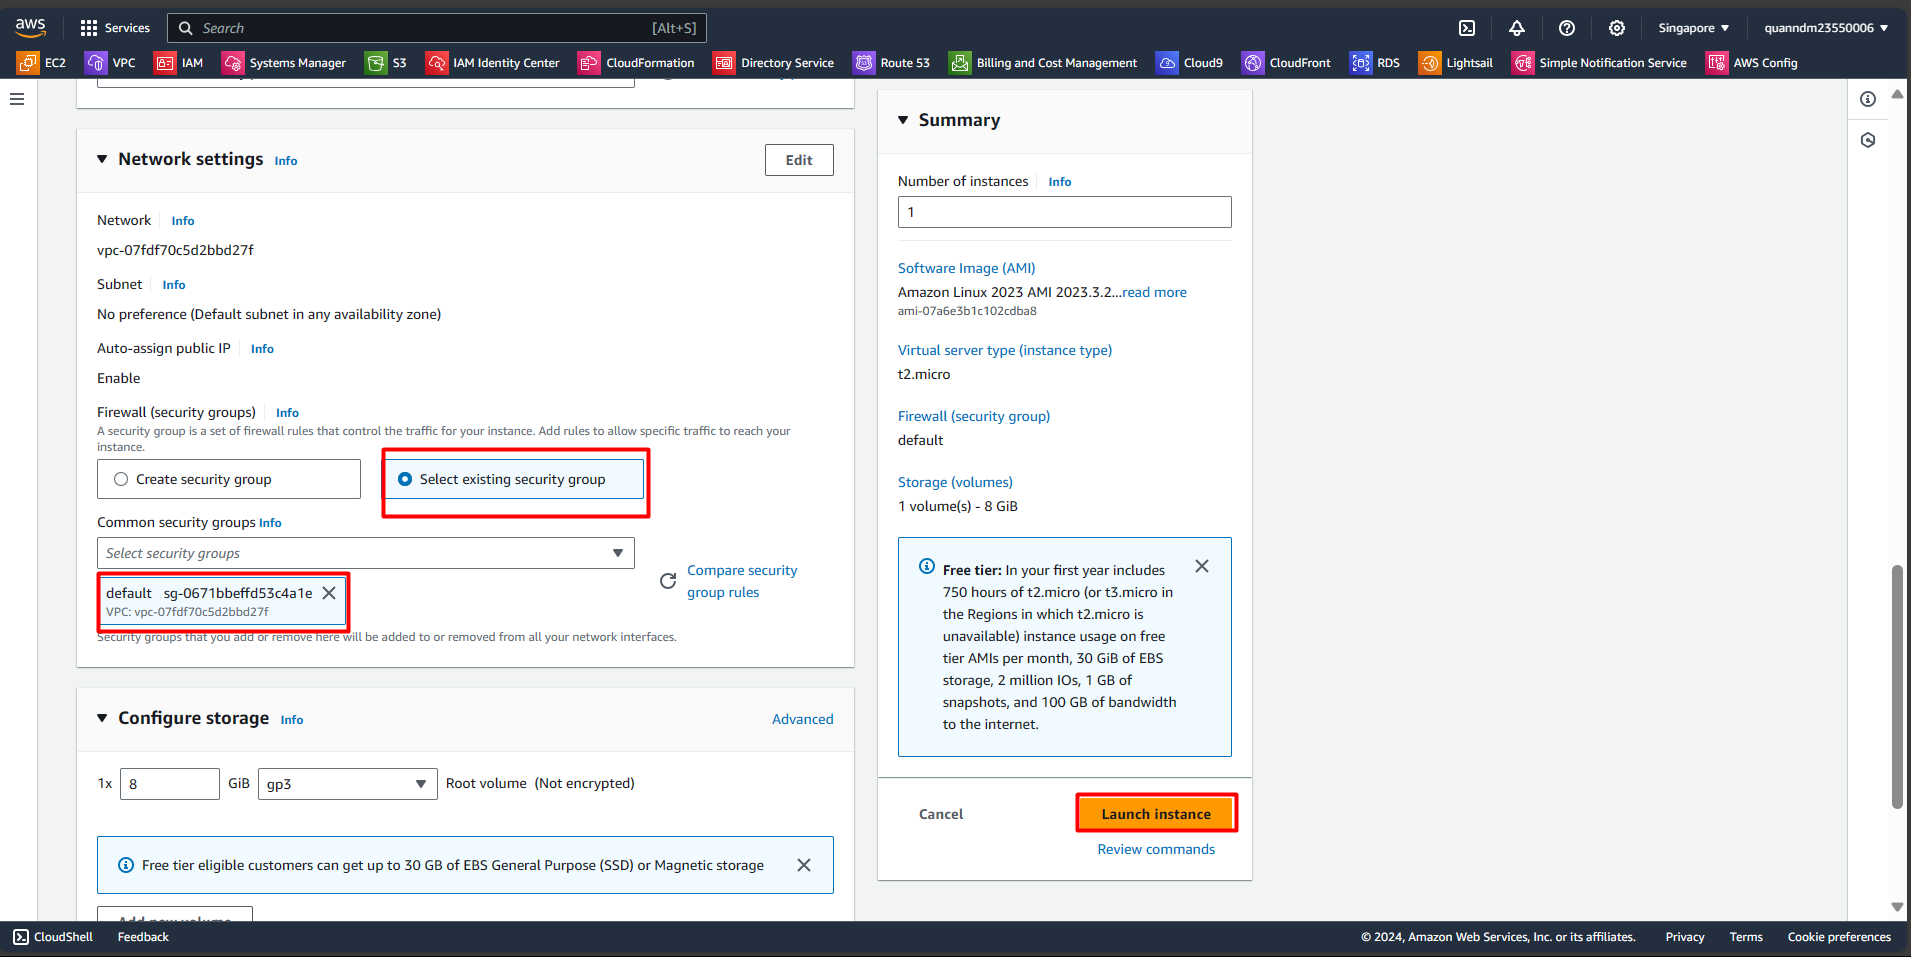 aws
Services
Search [Alt+S]
Singapore
quanndm23550006
EC2 VPC IAM Systems Manager S3 IAM Identity Center CloudFormation Directory Service Route 53 Billing and Cost Management Cloud9 CloudFront RDS Lightsail Simple Notification Service AWS Config
Network settings Info
Edit
Network Info
vpc-07fdf70c5d2bbd27f
Subnet Info
No preference (Default subnet in any availability zone)
Auto-assign public IP Info
Enable
Firewall (security groups) Info
A security group is a set of firewall rules that control the traffic for your instance. Add rules to allow specific traffic to reach your
instance.
Create security group
Select existing security group
Common security groups Info
Select security groups
default sg-0671bbeffd53c4a1e
VPC: vpc-07fdf70c5d2bbd27f
Compare security
group rules
Security groups that you add or remove here will be added to or removed from all your network interfaces.
Configure storage Info
Advanced
1x 8 GiB gp3 Root volume (Not encrypted)
Free tier eligible customers can get up to 30 GB of EBS General Purpose (SSD) or Magnetic storage
Add new volume
Summary
Number of instances Info
1
Software Image (AMI)
Amazon Linux 2023 AMI 2023.3.2...read more
ami-07a6e3b1c102cdba8
Virtual server type (instance type)
t2.micro
Firewall (security group)
default
Storage (volumes)
1 volume(s) - 8 GiB
Free tier: In your first year includes
750 hours of t2.micro (or t3.micro in
the Regions in which t2.micro is
unavailable) instance usage on free
tier AMIs per month, 30 GiB of EBS
storage, 2 million IOs, 1 GB of
snapshots, and 100 GB of bandwidth
to the internet.
Cancel
Launch instance
Review commands
CloudShell Feedback
© 2024, Amazon Web Services, Inc. or its affiliates. Privacy Terms Cookie preferences